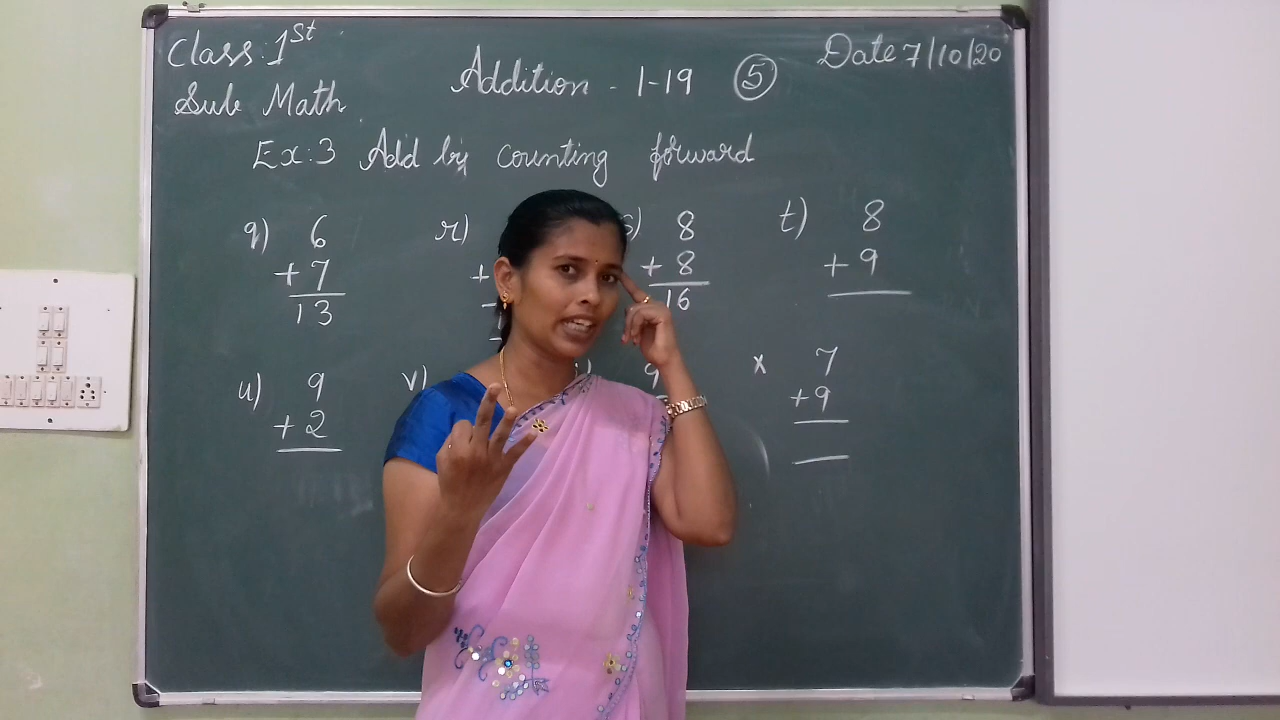 Class: 1st
Sub Math
Addition - 1-19 5
Date 7/10/20
Ex:3 Add by counting forward
q) 6
+ 7
13
r)
+
s) 8
+ 8
16
t) 8
+ 9
u) 9
+ 2
v)
9
x 7
+ 9